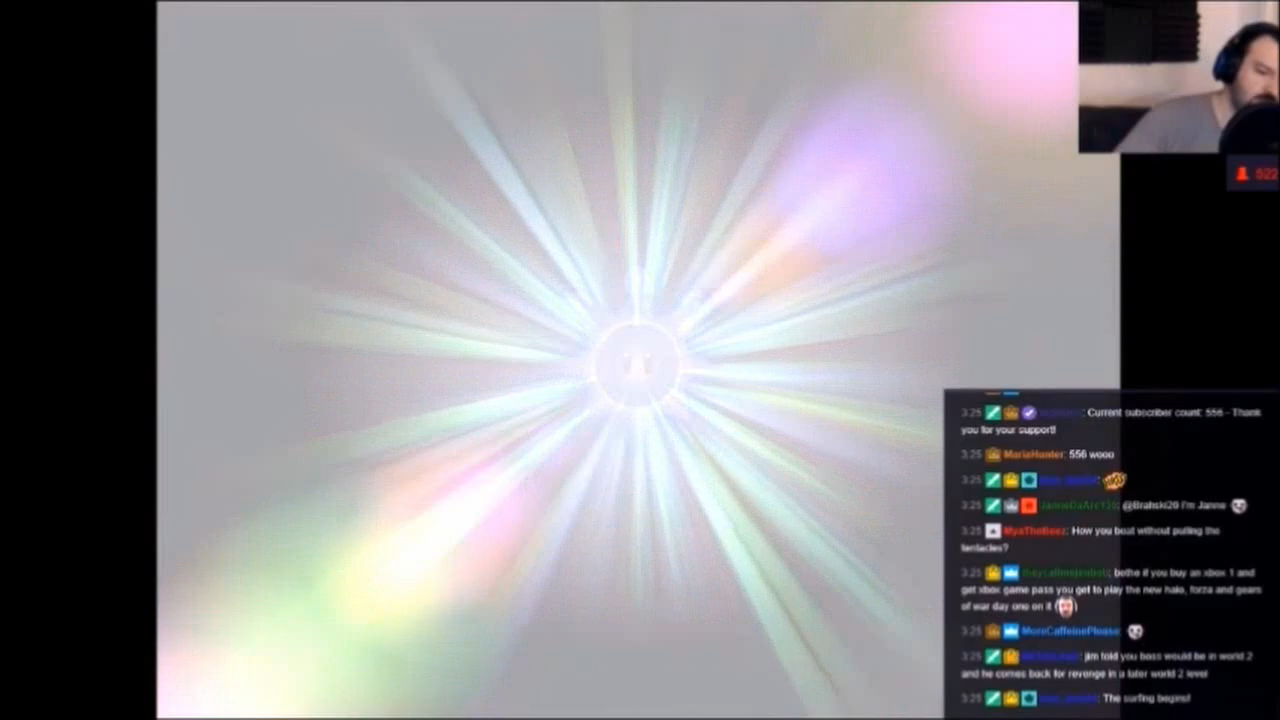 522
3:25 : Current subscriber count: 556 - Thank
you for your support!
3:25 MariaHunter: 556 wooo
3:25
3:25 : @Brahski20 I'm Janne
3:25 MyaTheBeez: How you beat without pulling the
tentacles?
3:25 : bethe if you buy an xbox 1 and
get xbox game pass you get to play the new halo, forza and gears
of war day one on it
3:25 MoreCaffeinePlease:
3:25 : jim told you boss would be in world 2
and he comes back for revenge in a later world 2 level
3:25 : The surfing begins!